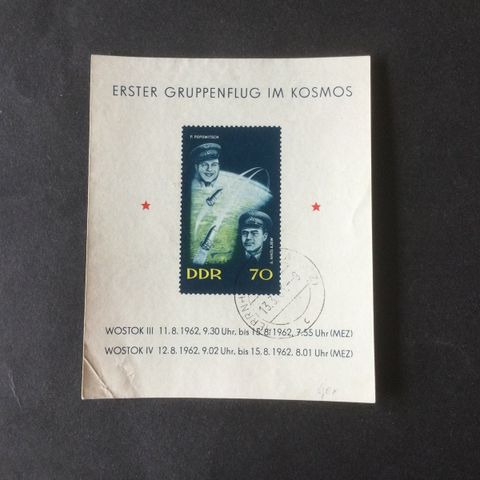 ERSTER GRUPPENFLUG IM KOSMOS
P. POPOWITSCH
A. NIKOLAJEW
DDR 70
WOSTOK III 11.8.1962, 9.30 Uhr, bis 15.8.1962, 7.55 Uhr (MEZ)
WOSTOK IV 12.8.1962, 9.02 Uhr, bis 15.8.1962, 8.01 Uhr (MEZ)